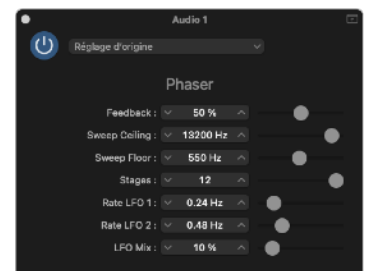 Audio 1
Réglage d'origine
Phaser
Feedback : 50 %
Sweep Ceiling : 13200 Hz
Sweep Floor : 550 Hz
Stages : 12
Rate LFO 1 : 0.24 Hz
Rate LFO 2 : 0.48 Hz
LFO Mix : 10 %